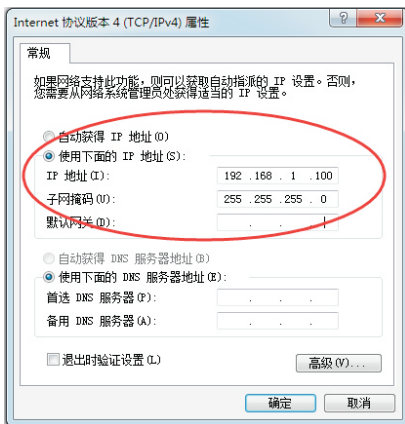 Internet 协议版本 4 (TCP/IPv4) 属性
常规
如果网络支持此功能，则可以获取自动指派的 IP 设置。否则，
您需要从网络系统管理员处获得适当的 IP 设置。
自动获得 IP 地址(O)
使用下面的 IP 地址(S):
IP 地址(I): 192 .168 . 1 .100
子网掩码(U): 255 .255 .255 . 0
默认网关(D): . . .
自动获得 DNS 服务器地址(B)
使用下面的 DNS 服务器地址(E):
首选 DNS 服务器(P): . . .
备用 DNS 服务器(A): . . .
退出时验证设置(L)
高级(V)...
确定 取消